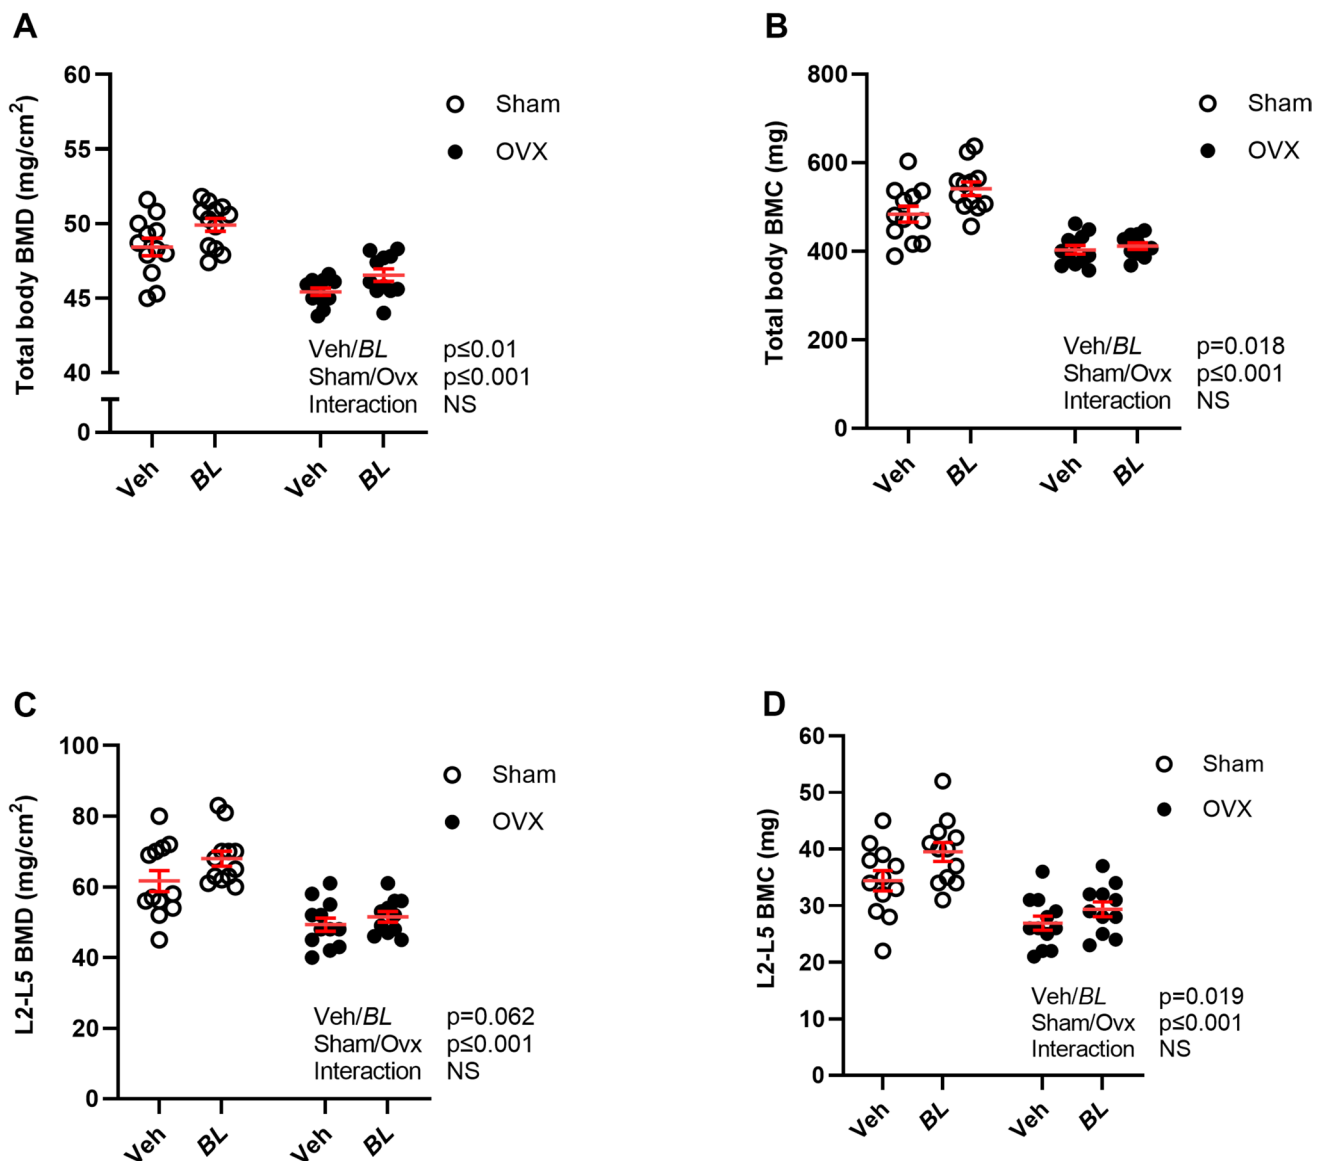 A
Total body BMD (mg/cm²)
60
55
50
45
40
0
Sham
OVX
Veh/BL p≤0.01
Sham/Ovx p≤0.001
Interaction NS
Veh BL Veh BL
B
Total body BMC (mg)
800
600
400
200
0
Sham
OVX
Veh/BL p=0.018
Sham/Ovx p≤0.001
Interaction NS
Veh BL Veh BL
C
L2-L5 BMD (mg/cm²)
100
80
60
40
20
0
Sham
OVX
Veh/BL p=0.062
Sham/Ovx p≤0.001
Interaction NS
Veh BL Veh BL
D
L2-L5 BMC (mg)
60
50
40
30
20
10
0
Sham
OVX
Veh/BL p=0.019
Sham/Ovx p≤0.001
Interaction NS
Veh BL Veh BL